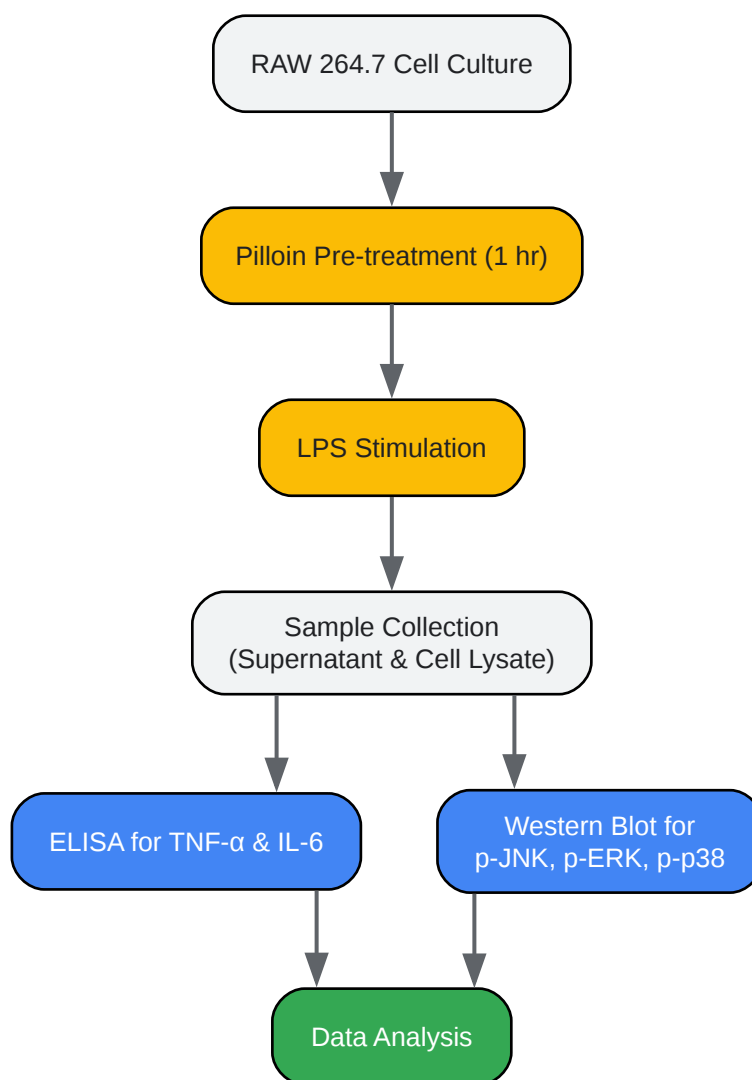 RAW 264.7 Cell Culture
Pilloin Pre-treatment (1 hr)
LPS Stimulation
Sample Collection
(Supernatant & Cell Lysate)
ELISA for TNF-α & IL-6
Western Blot for
p-JNK, p-ERK, p-p38
Data Analysis